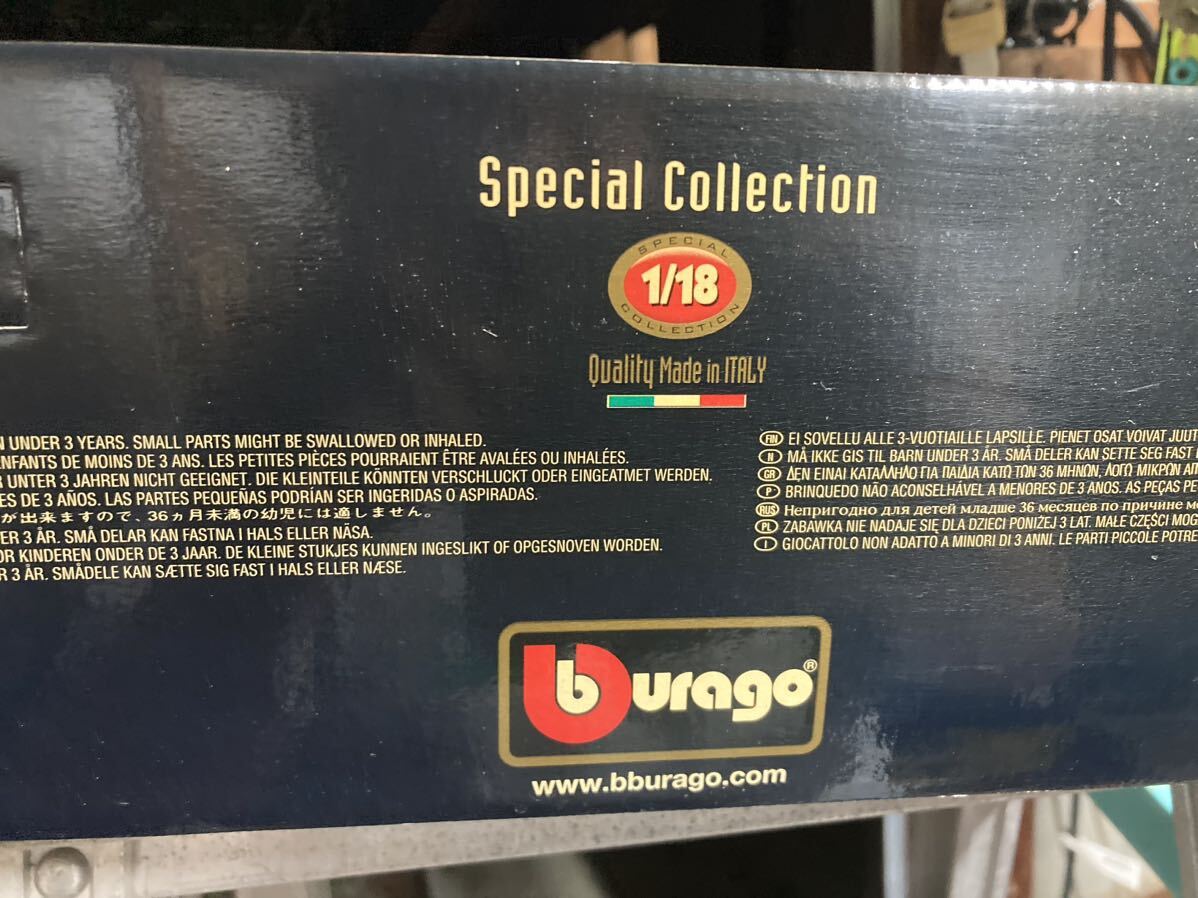 Special Collection
SPECIAL
1/18
COLLECTION
Quality Made in ITALY
N UNDER 3 YEARS. SMALL PARTS MIGHT BE SWALLOWED OR INHALED.
ENFANTS DE MOINS DE 3 ANS. LES PETITES PIÈCES POURRAIENT ÊTRE AVALÉES OU INHALÉES.
R UNTER 3 JAHREN NICHT GEEIGNET. DIE KLEINTEILE KÖNNTEN VERSCHLUCKT ODER EINGEATMET WERDEN.
ES DE 3 AÑOS. LAS PARTES PEQUEÑAS PODRÍAN SER INGERIDAS O ASPIRADAS.
が出来ますので、36ヵ月未満の幼児には適しません。
ER 3 ÅR. SMÅ DELAR KAN FASTNA I HALS ELLER NÄSA.
OR KINDEREN ONDER DE 3 JAAR. DE KLEINE STUKJES KUNNEN INGESLIKT OF OPGESNOVEN WORDEN.
R 3 ÅR. SMÅDELE KAN SÆTTE SIG FAST I HALS ELLER NÆSE.
FIN EI SOVELLU ALLE 3-VUOTIAILLE LAPSILLE. PIENET OSAT VOIVAT JUUT
N MÅ IKKE GIS TIL BARN UNDER 3 ÅR. SMÅ DELER KAN SETTE SEG FAST
GR ΔΕΝ ΕΙΝΑΙ ΚΑΤΑΛΛΗΛΟ ΓΙΑ ΠΑΙΔΙΑ ΚΑΤΩ ΤΩΝ 36 ΜΗΝΩΝ. ΛΟΓΩ ΜΙΚΡΩΝ
P BRINQUEDO NÃO ACONSELHÁVEL A MENORES DE 3 ANOS. AS PEÇAS PE
RUS Непригодно для детей младше 36 месяцев по причине
PL ZABAWKA NIE NADAJE SIĘ DLA DZIECI PONIŻEJ 3 LAT. MAŁE CZĘŚCI MOG
I GIOCATTOLO NON ADATTO A MINORI DI 3 ANNI. LE PARTI PICCOLE POTRE
bburago®
www.bburago.com